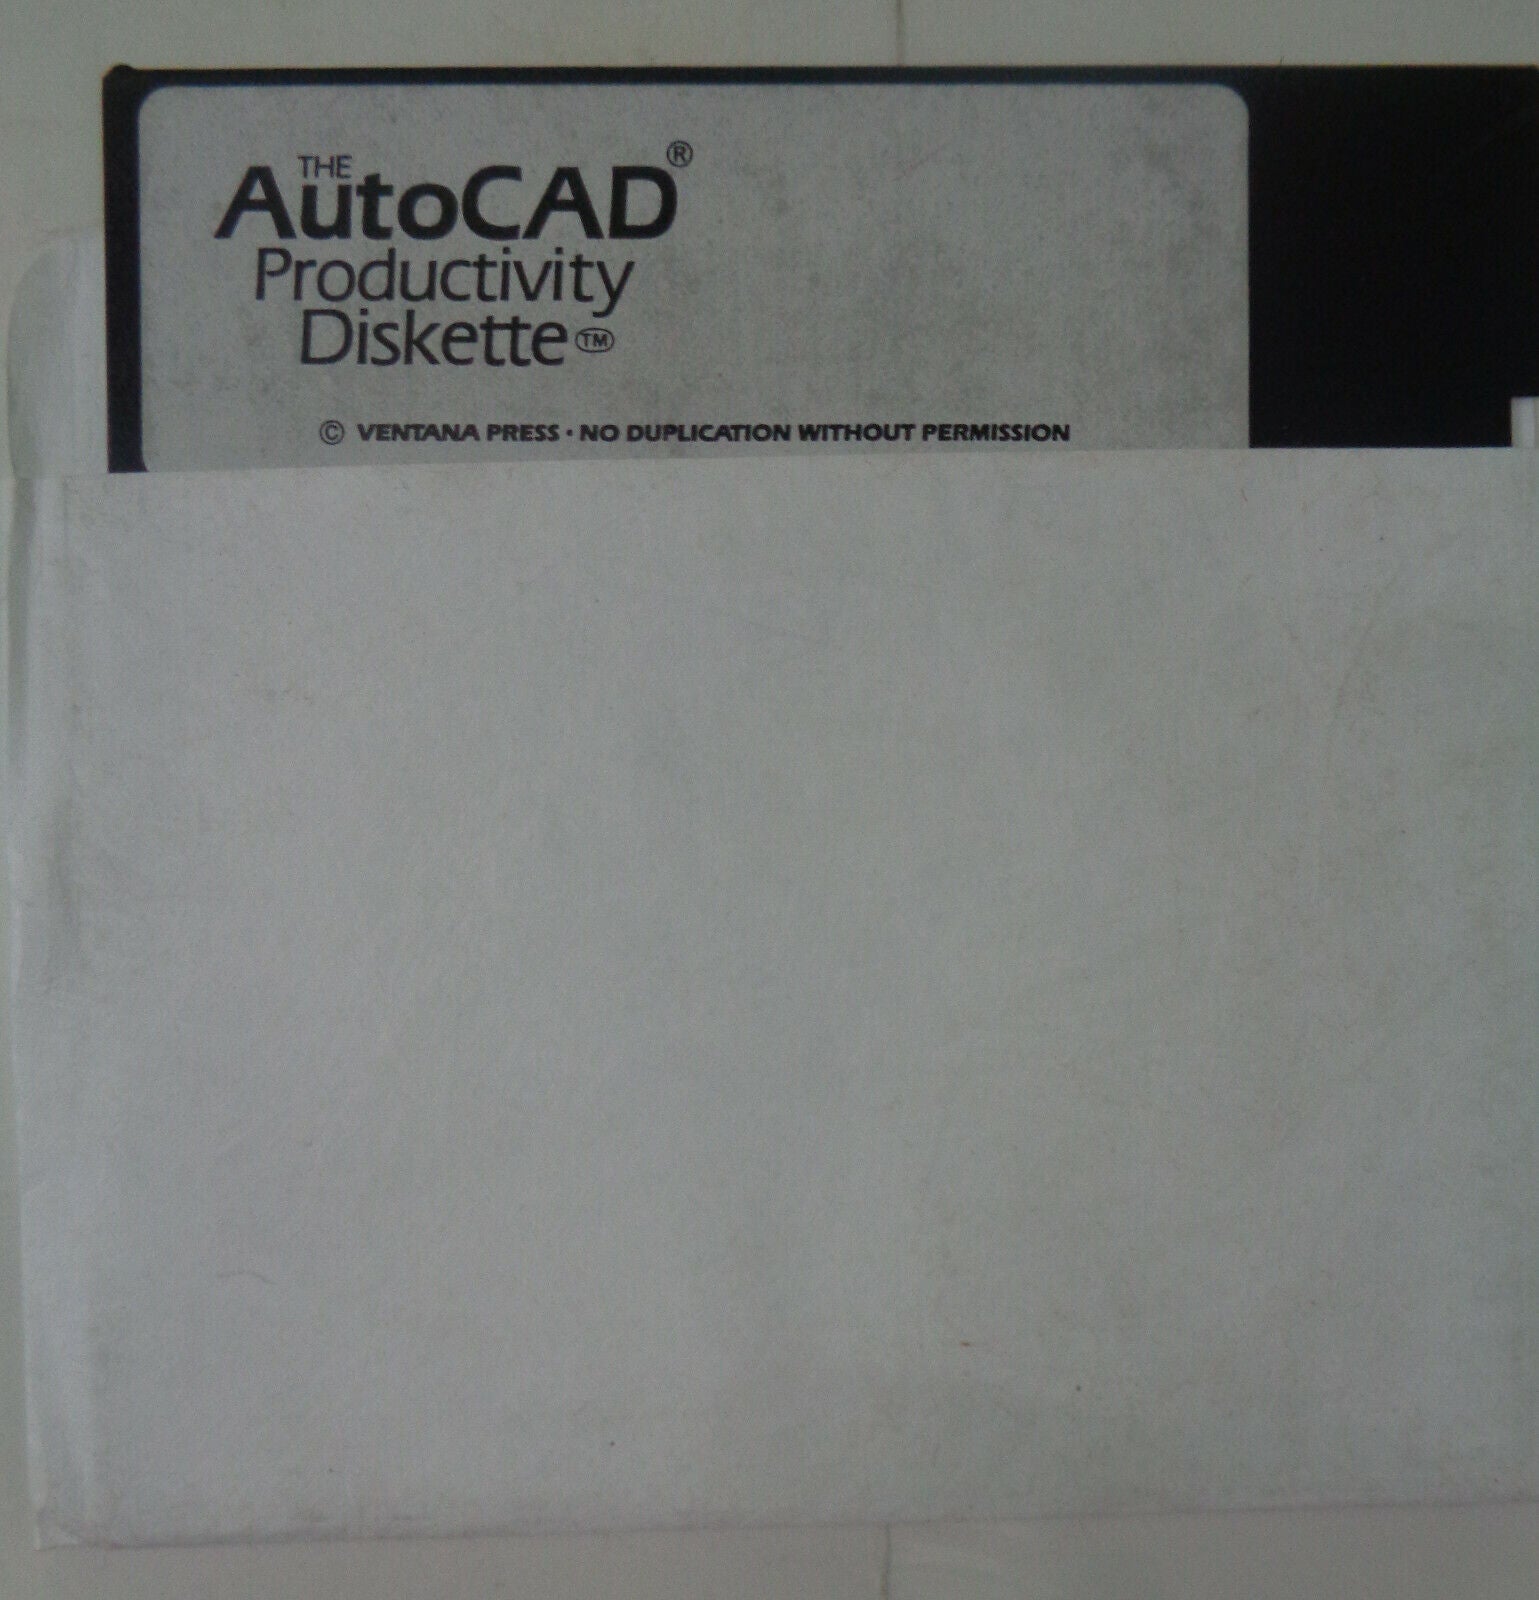 THE
AutoCAD®
Productivity
Diskette™
© VENTANA PRESS • NO DUPLICATION WITHOUT PERMISSION